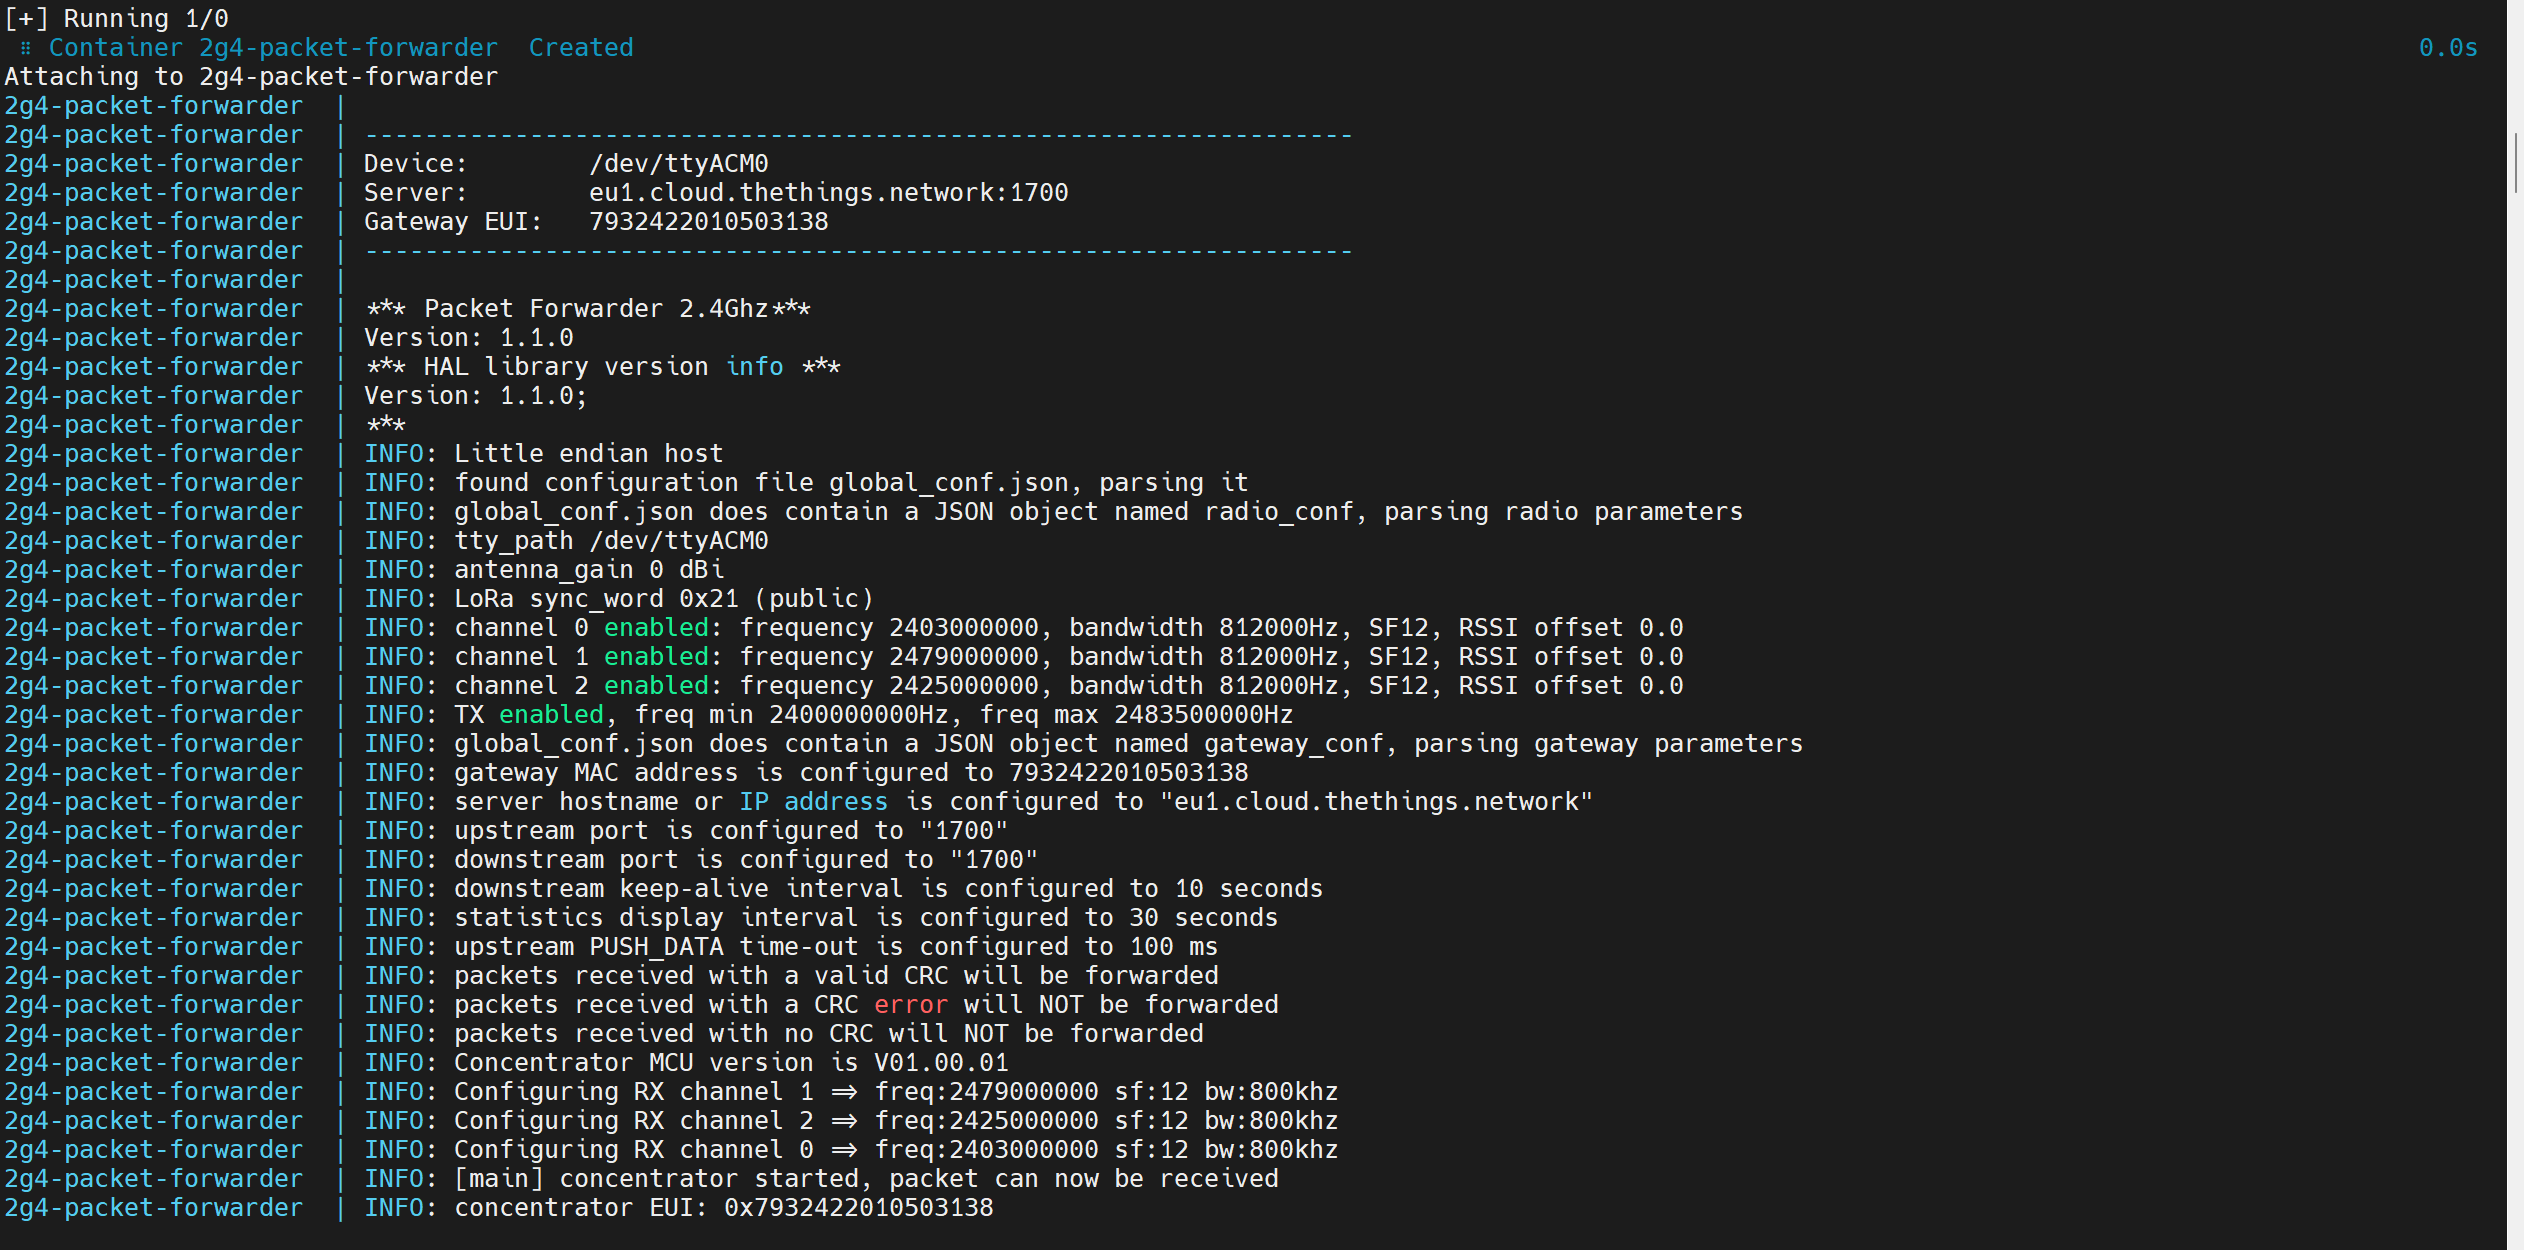 [+] Running 1/0
⠿ Container 2g4-packet-forwarder  Created 0.0s
Attaching to 2g4-packet-forwarder
2g4-packet-forwarder  |
2g4-packet-forwarder  | ------------------------------------------------------------------
2g4-packet-forwarder  | Device:        /dev/ttyACM0
2g4-packet-forwarder  | Server:        eu1.cloud.thethings.network:1700
2g4-packet-forwarder  | Gateway EUI:   7932422010503138
2g4-packet-forwarder  | ------------------------------------------------------------------
2g4-packet-forwarder  |
2g4-packet-forwarder  | *** Packet Forwarder 2.4Ghz***
2g4-packet-forwarder  | Version: 1.1.0
2g4-packet-forwarder  | *** HAL library version info ***
2g4-packet-forwarder  | Version: 1.1.0;
2g4-packet-forwarder  | ***
2g4-packet-forwarder  | INFO: Little endian host
2g4-packet-forwarder  | INFO: found configuration file global_conf.json, parsing it
2g4-packet-forwarder  | INFO: global_conf.json does contain a JSON object named radio_conf, parsing radio parameters
2g4-packet-forwarder  | INFO: tty_path /dev/ttyACM0
2g4-packet-forwarder  | INFO: antenna_gain 0 dBi
2g4-packet-forwarder  | INFO: LoRa sync_word 0x21 (public)
2g4-packet-forwarder  | INFO: channel 0 enabled: frequency 2403000000, bandwidth 812000Hz, SF12, RSSI offset 0.0
2g4-packet-forwarder  | INFO: channel 1 enabled: frequency 2479000000, bandwidth 812000Hz, SF12, RSSI offset 0.0
2g4-packet-forwarder  | INFO: channel 2 enabled: frequency 2425000000, bandwidth 812000Hz, SF12, RSSI offset 0.0
2g4-packet-forwarder  | INFO: TX enabled, freq min 2400000000Hz, freq max 2483500000Hz
2g4-packet-forwarder  | INFO: global_conf.json does contain a JSON object named gateway_conf, parsing gateway parameters
2g4-packet-forwarder  | INFO: gateway MAC address is configured to 7932422010503138
2g4-packet-forwarder  | INFO: server hostname or IP address is configured to "eu1.cloud.thethings.network"
2g4-packet-forwarder  | INFO: upstream port is configured to "1700"
2g4-packet-forwarder  | INFO: downstream port is configured to "1700"
2g4-packet-forwarder  | INFO: downstream keep-alive interval is configured to 10 seconds
2g4-packet-forwarder  | INFO: statistics display interval is configured to 30 seconds
2g4-packet-forwarder  | INFO: upstream PUSH_DATA time-out is configured to 100 ms
2g4-packet-forwarder  | INFO: packets received with a valid CRC will be forwarded
2g4-packet-forwarder  | INFO: packets received with a CRC error will NOT be forwarded
2g4-packet-forwarder  | INFO: packets received with no CRC will NOT be forwarded
2g4-packet-forwarder  | INFO: Concentrator MCU version is V01.00.01
2g4-packet-forwarder  | INFO: Configuring RX channel 1 => freq:2479000000 sf:12 bw:800khz
2g4-packet-forwarder  | INFO: Configuring RX channel 2 => freq:2425000000 sf:12 bw:800khz
2g4-packet-forwarder  | INFO: Configuring RX channel 0 => freq:2403000000 sf:12 bw:800khz
2g4-packet-forwarder  | INFO: [main] concentrator started, packet can now be received
2g4-packet-forwarder  | INFO: concentrator EUI: 0x7932422010503138